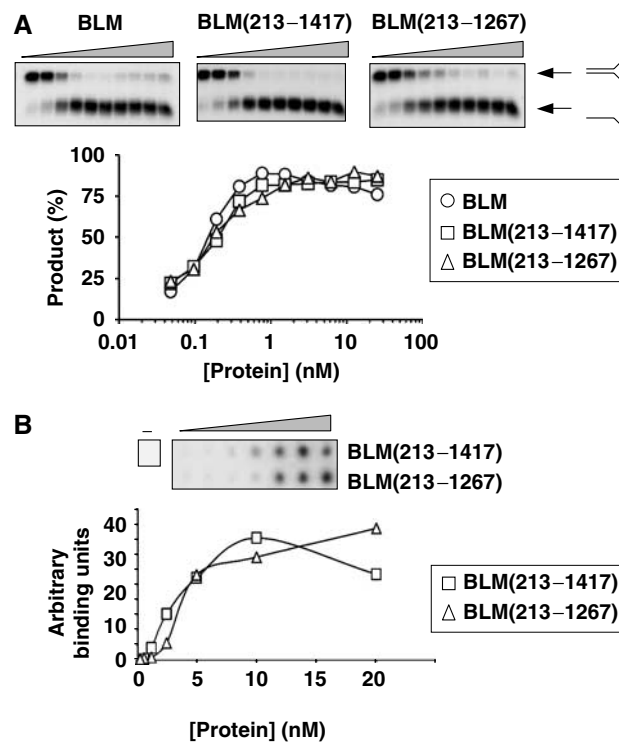 A
BLM
BLM(213–1417)
BLM(213–1267)
100
75
50
25
0
Product (%)
0.01
0.1
1
10
100
[Protein] (nM)
BLM
BLM(213–1417)
BLM(213–1267)
B
–
BLM(213–1417)
BLM(213–1267)
40
30
20
10
0
Arbitrary
binding units
0
5
10
15
20
[Protein] (nM)
BLM(213–1417)
BLM(213–1267)